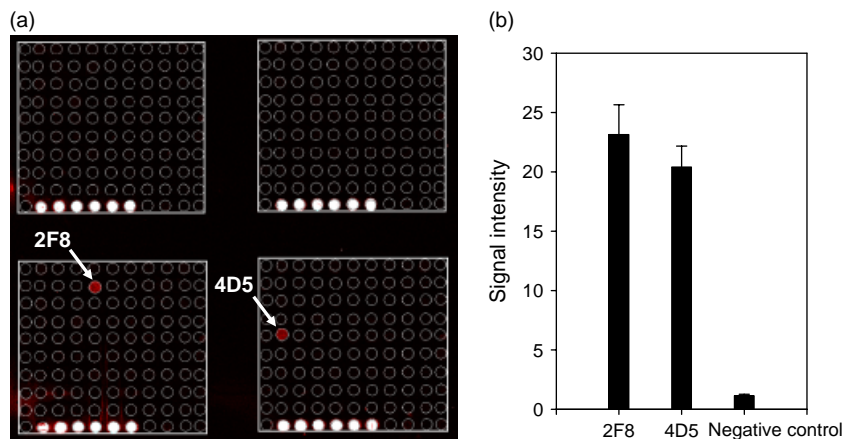 (a)
2F8
4D5
(b)
Signal intensity
30
25
20
15
10
5
0
2F8 4D5 Negative control